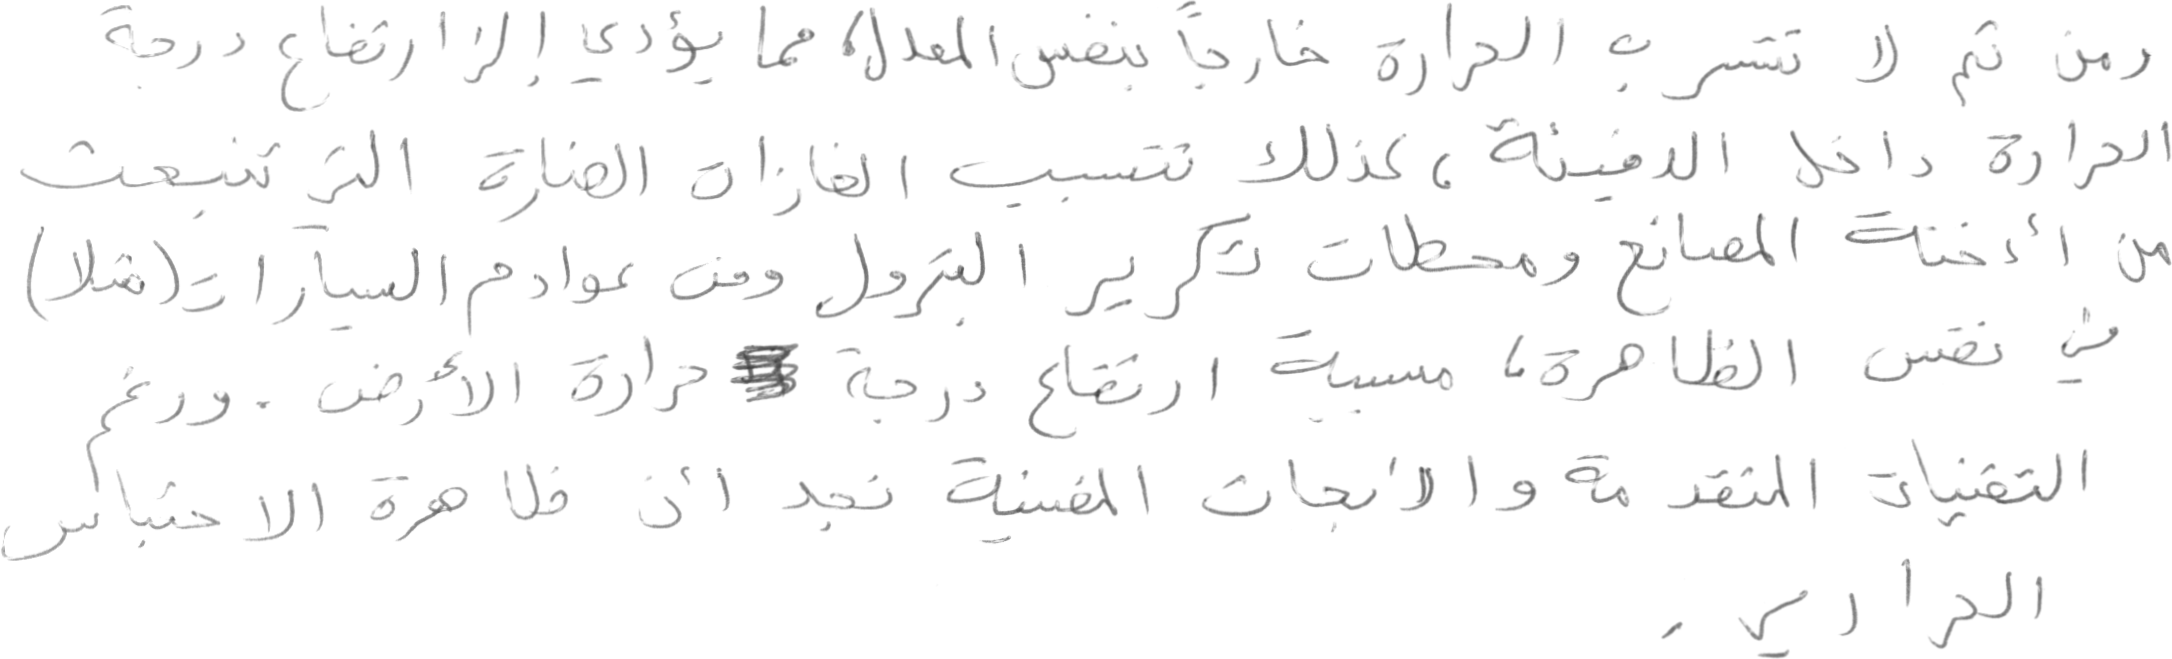 ومن ثم لا تتسرب الحرارة خارجاً بنفس المعدل، مما يؤدي إلى ارتفاع درجة
الحرارة داخل الدفيئة، كذلك تتسبب الغازات الضارة التي تنبعث
من أدخنة المصانع ومحطات تكرير البترول ومن عوادم السيارات (مثلا)
في نفس الظاهرة، مسببة ارتفاع درجة حرارة الأرض. ورغم
التقنيات المتقدمة والأبحاث المضنية نجد أن ظاهرة الاحتباس
الحراري.